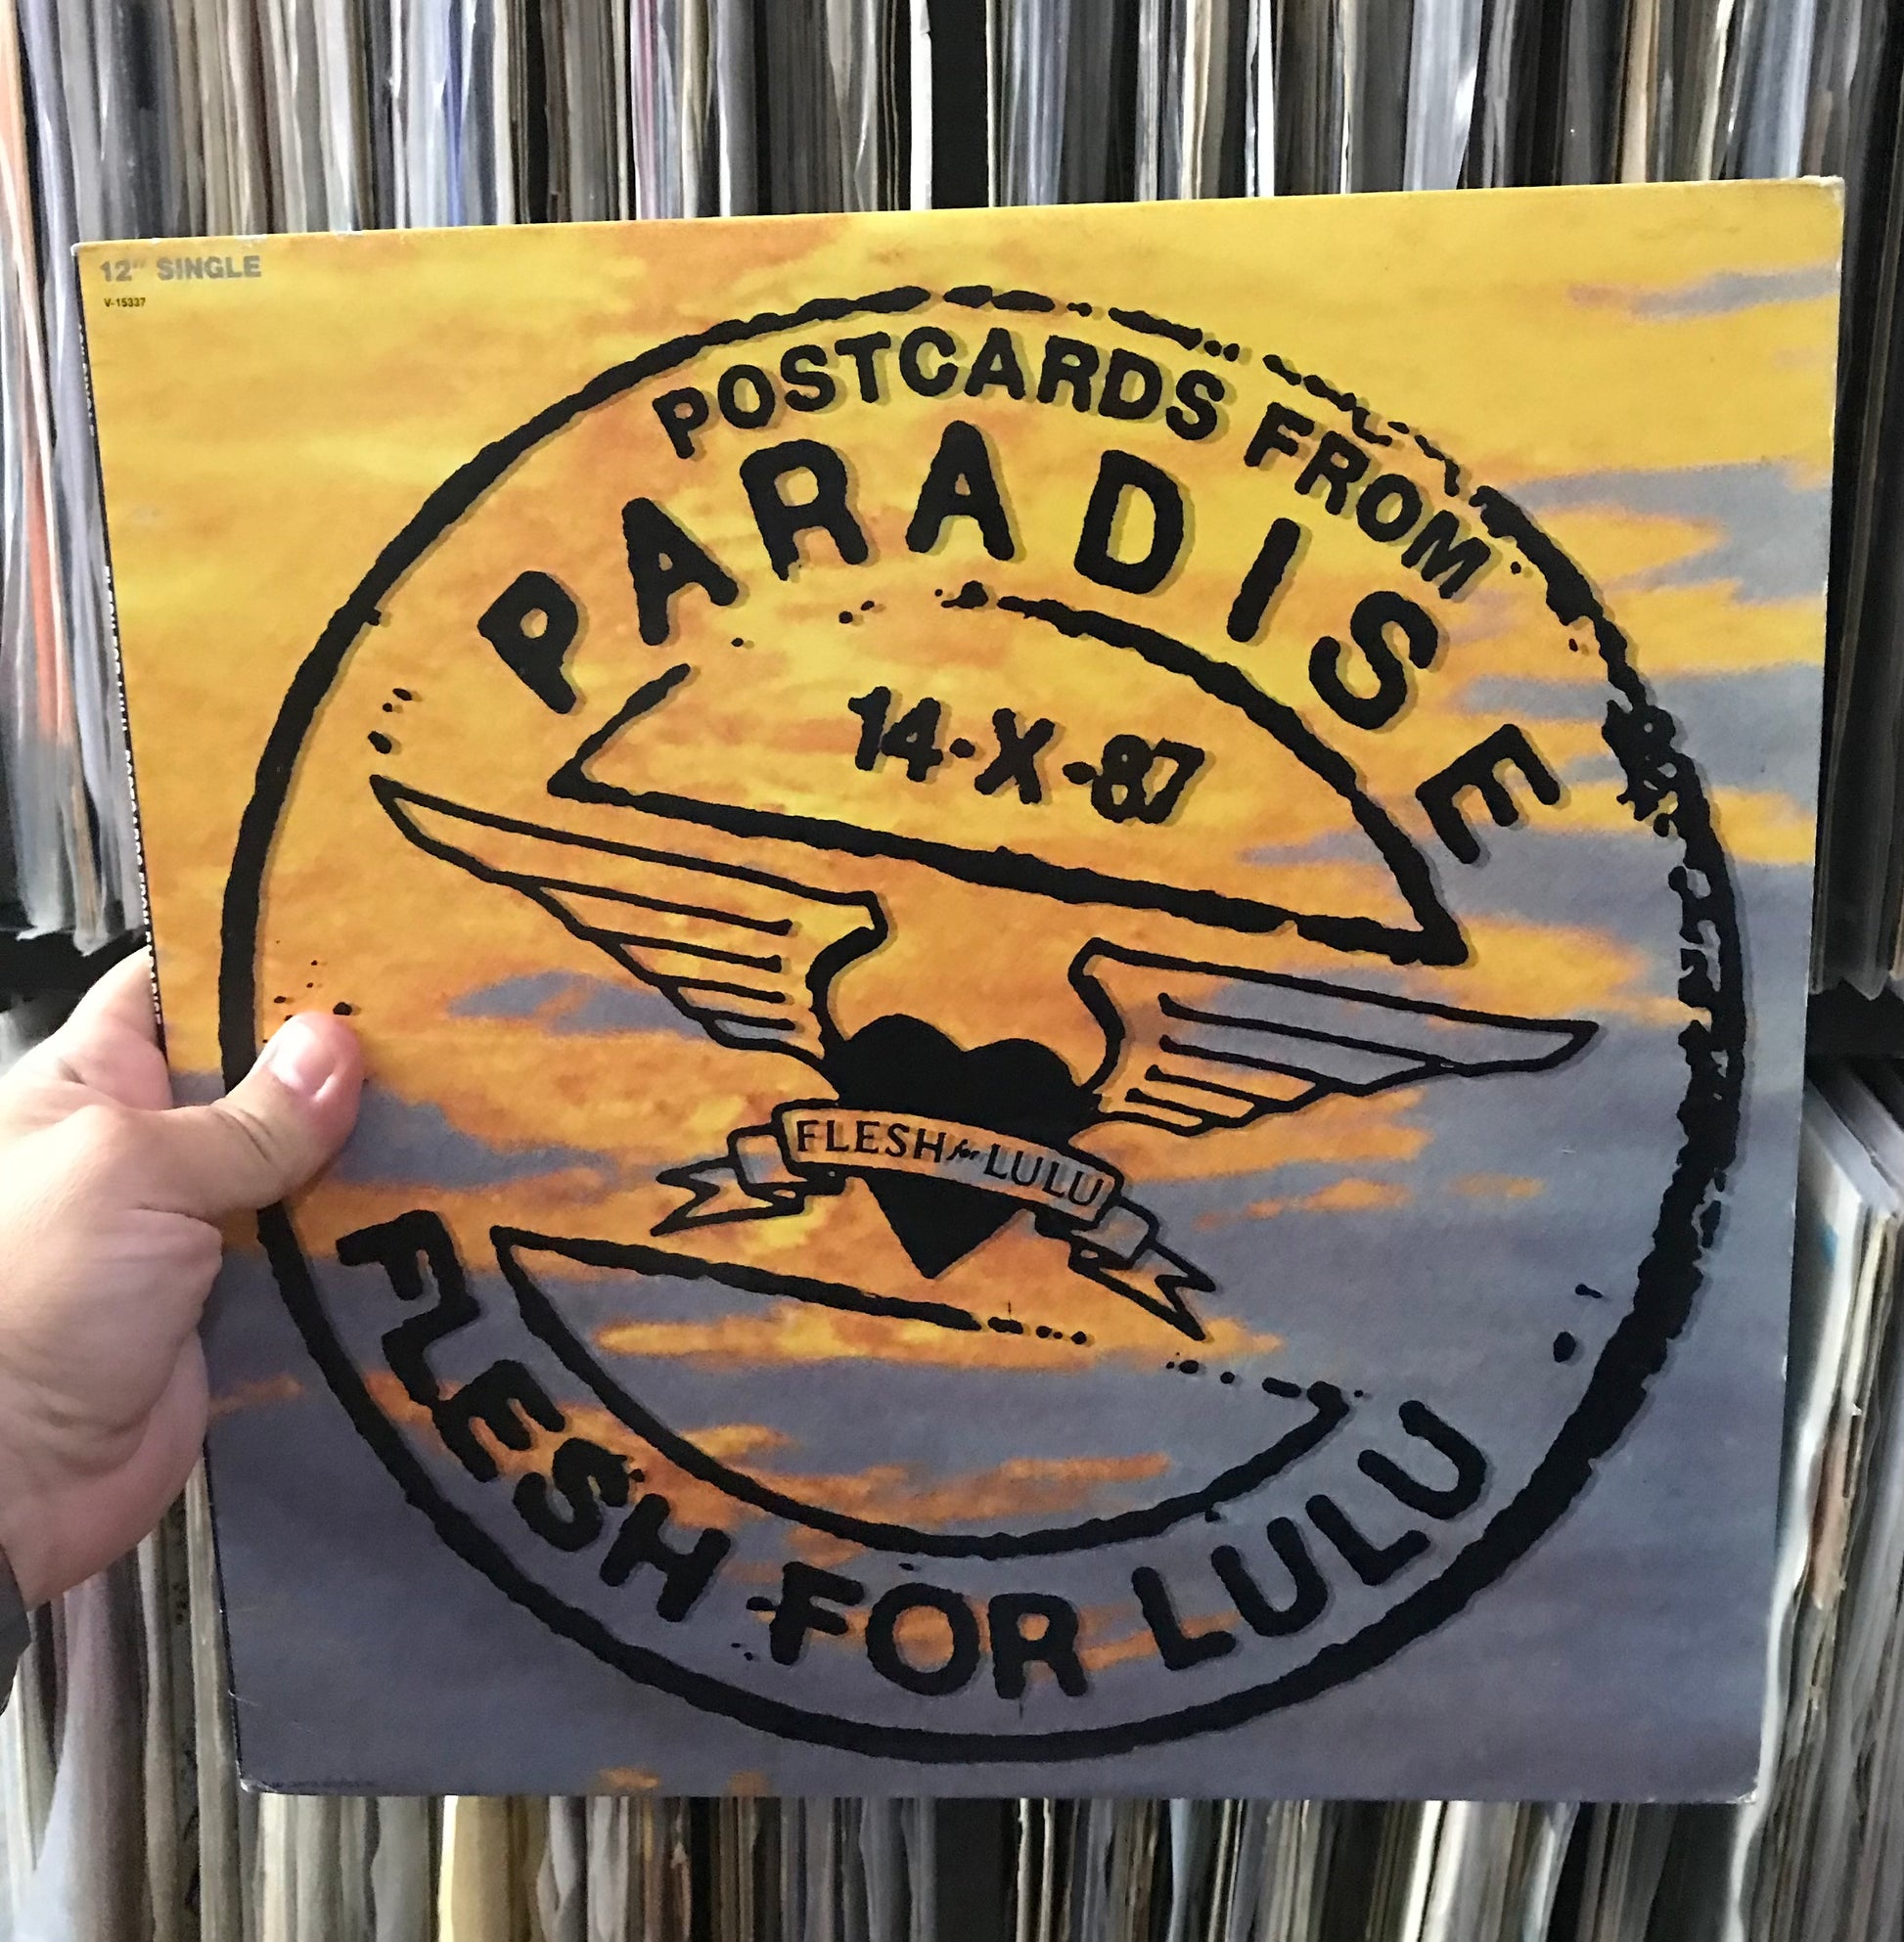 12" SINGLE
V-15337
POSTCARDS FROM
PARADISE
14-X-87
FLESH for LULU
FLESH FOR LULU